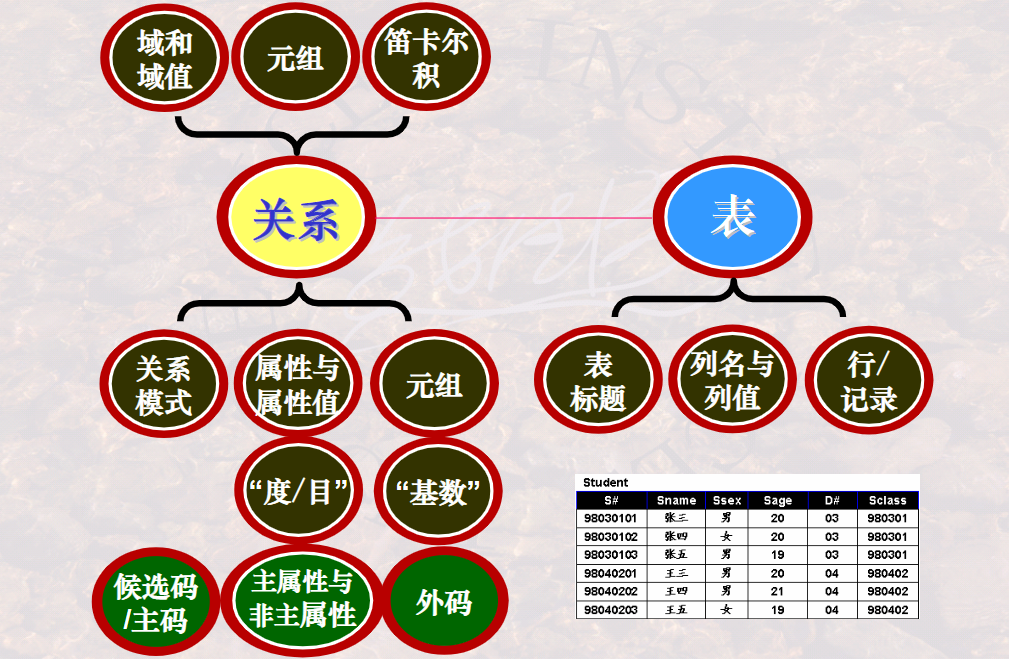 域和
域值
元组
笛卡尔
积
关系
表
关系
模式
属性与
属性值
元组
表
标题
列名与
列值
行/
记录
“度/目”
“基数”
候选码
/主码
主属性与
非主属性
外码
Student
S# Sname Ssex Sage D# Sclass
98030101 张三 男 20 03 980301
98030102 张四 女 20 03 980301
98030103 张五 男 19 03 980301
98040201 王三 男 20 04 980402
98040202 王四 男 21 04 980402
98040203 王五 女 19 04 980402